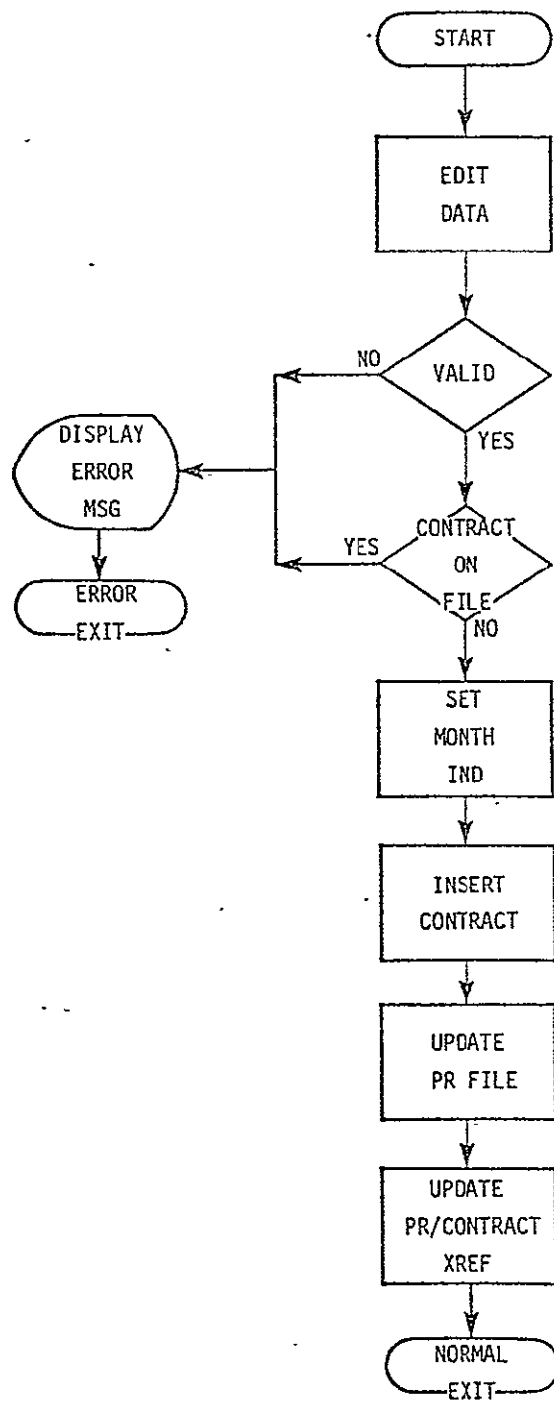 START
EDIT
DATA
VALID
NO
YES
DISPLAY
ERROR
MSG
ERROR
EXIT
CONTRACT
ON
FILE
YES
NO
SET
MONTH
IND
INSERT
CONTRACT
UPDATE
PR FILE
UPDATE
PR/CONTRACT
XREF
NORMAL
EXIT